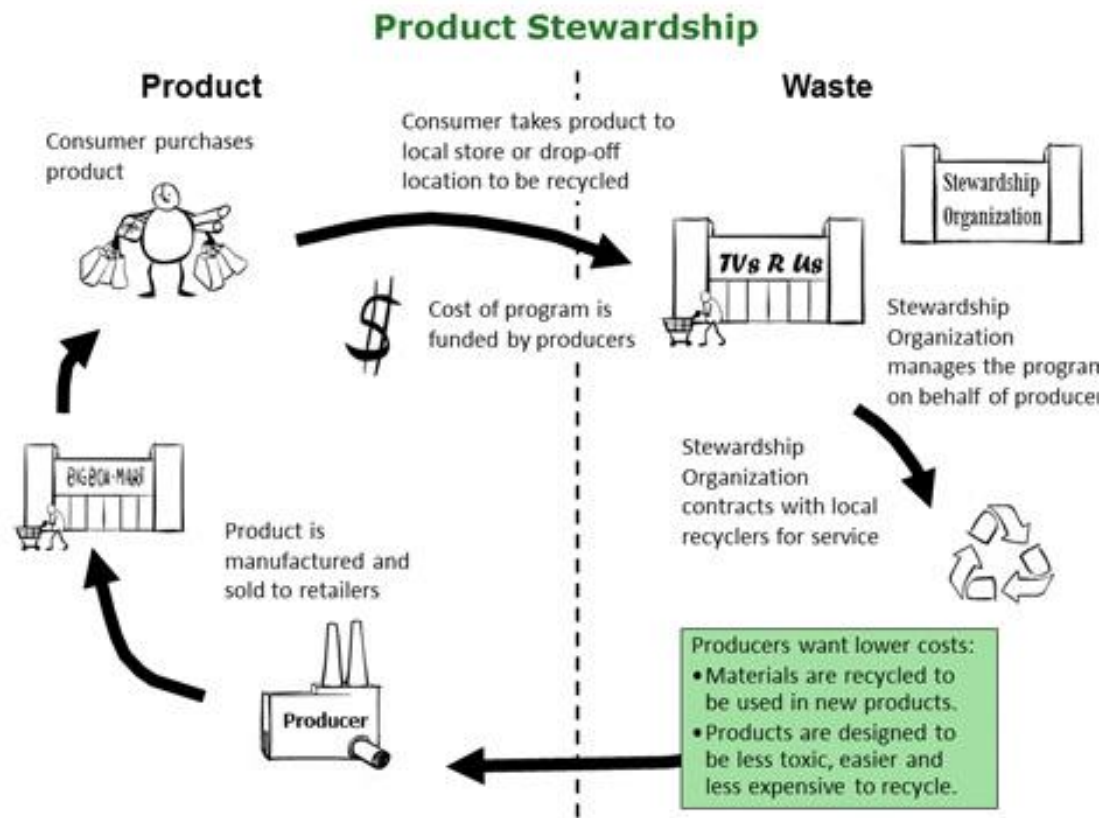 Product Stewardship
Product
Waste
Consumer purchases
product
Consumer takes product to
local store or drop-off
location to be recycled
Stewardship
Organization
TVs R Us
Cost of program is
funded by producers
Stewardship
Organization
manages the program
on behalf of producer
Stewardship
Organization
contracts with local
recyclers for service
BIGBOX-MART
Product is
manufactured and
sold to retailers
Producer
Producers want lower costs:
•Materials are recycled to
be used in new products.
•Products are designed to
be less toxic, easier and
less expensive to recycle.
$